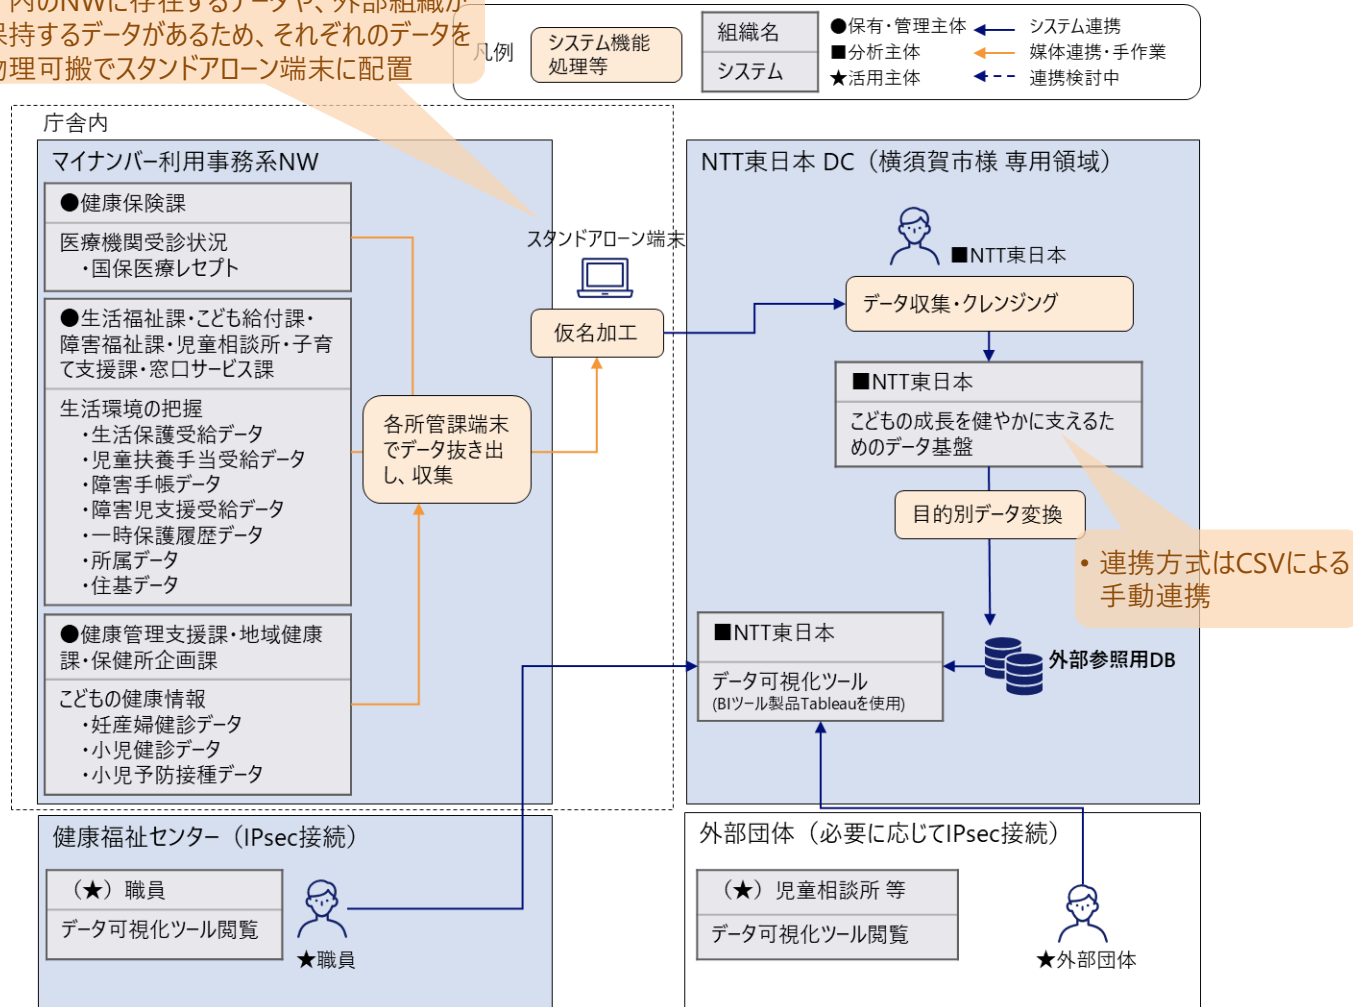 内のNWに存在するデータや、外部組織が
保持するデータがあるため、それぞれのデータを
物理可搬でスタンドアローン端末に配置
凡例
システム機能
処理等
組織名
システム
●保有・管理主体
■分析主体
★活用主体
システム連携
媒体連携・手作業
連携検討中
庁舎内
マイナンバー利用事務系NW
●健康保険課
医療機関受診状況
・国保医療レセプト
●生活福祉課・こども給付課・
障害福祉課・児童相談所・子育
て支援課・窓口サービス課
生活環境の把握
・生活保護受給データ
・児童扶養手当受給データ
・障害手帳データ
・障害児支援受給データ
・一時保護履歴データ
・所属データ
・住基データ
●健康管理支援課・地域健康
課・保健所企画課
こどもの健康情報
・妊産婦健診データ
・小児健診データ
・小児予防接種データ
各所管課端末
でデータ抜き出
し、収集
スタンドアローン端末
仮名加工
NTT東日本 DC（横須賀市様 専用領域）
■NTT東日本
データ収集・クレンジング
■NTT東日本
こどもの成長を健やかに支えるた
めのデータ基盤
目的別データ変換
• 連携方式はCSVによる
手動連携
外部参照用DB
■NTT東日本
データ可視化ツール
(BIツール製品Tableauを使用)
健康福祉センター（IPsec接続）
（★）職員
データ可視化ツール閲覧
★職員
外部団体（必要に応じてIPsec接続）
（★）児童相談所 等
データ可視化ツール閲覧
★外部団体